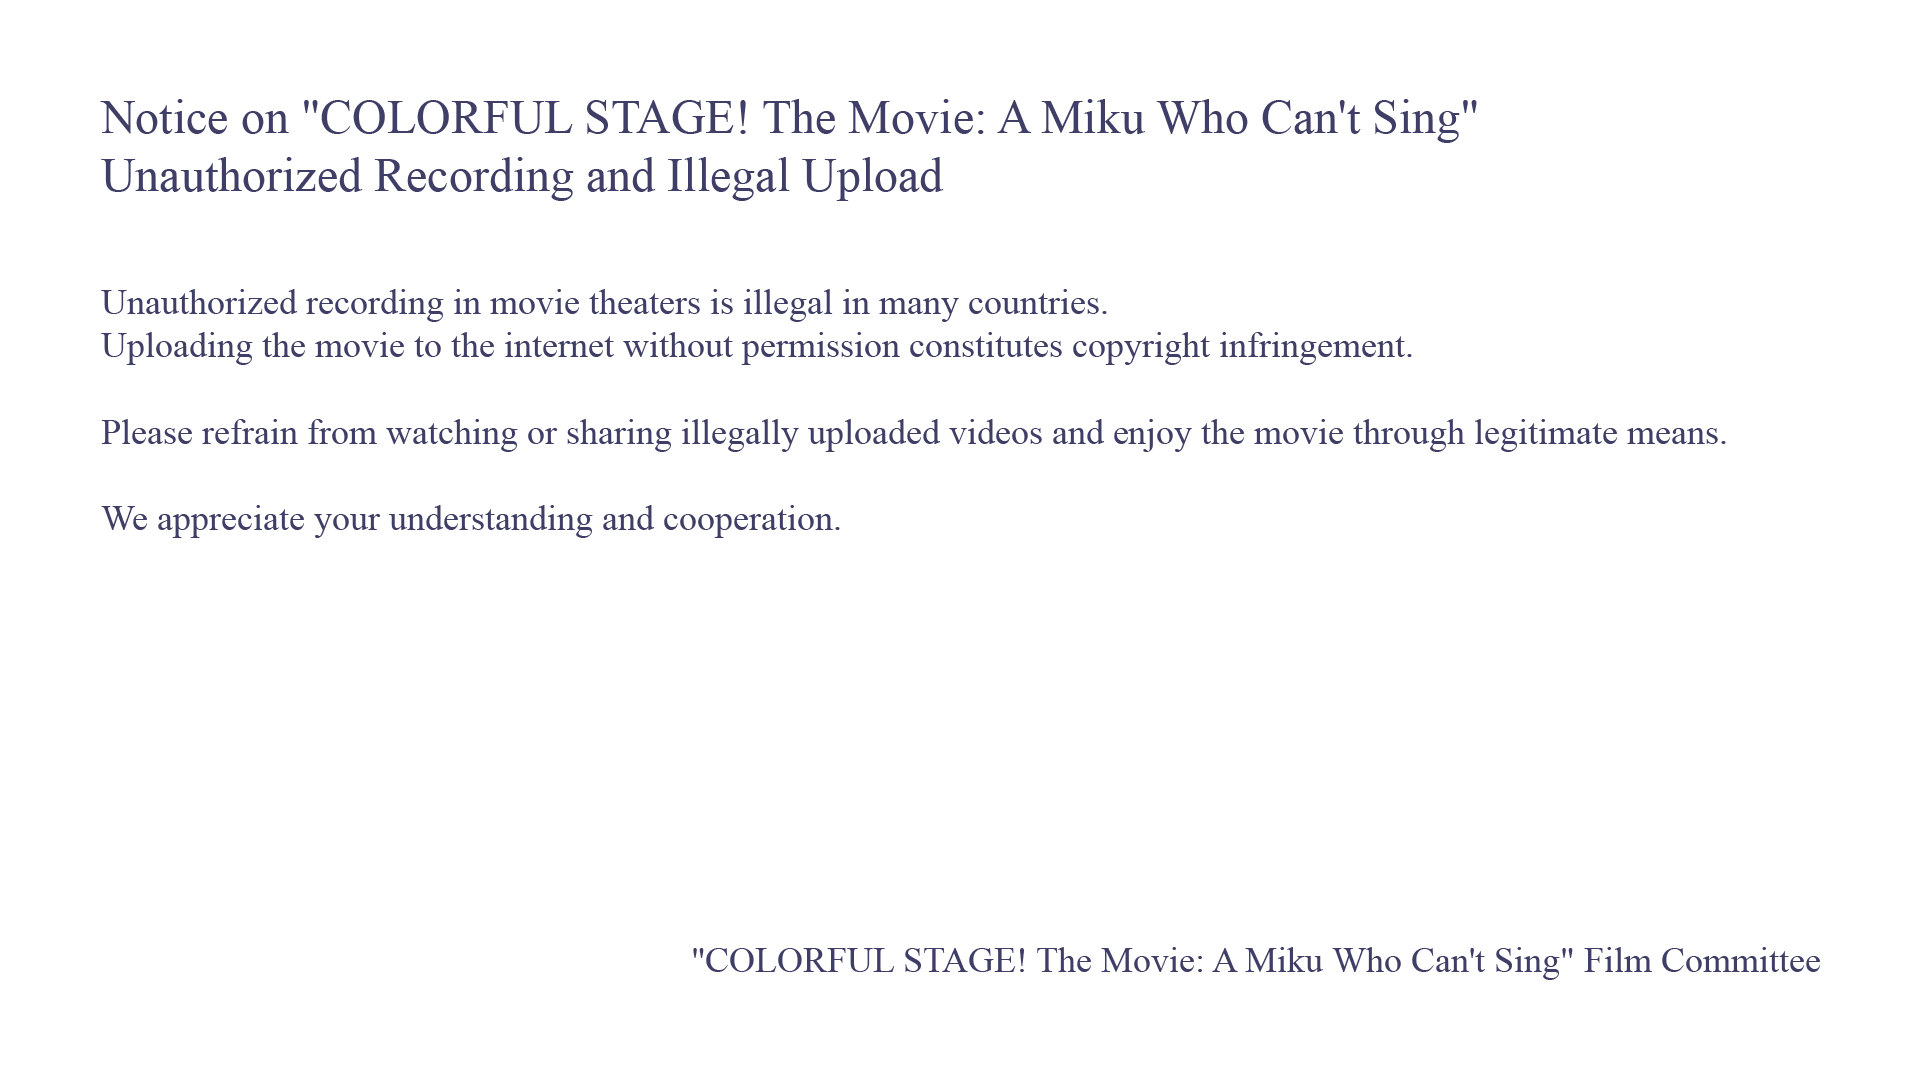 Notice on "COLORFUL STAGE! The Movie: A Miku Who Can't Sing"
Unauthorized Recording and Illegal Upload
Unauthorized recording in movie theaters is illegal in many countries.
Uploading the movie to the internet without permission constitutes copyright infringement.
Please refrain from watching or sharing illegally uploaded videos and enjoy the movie through legitimate means.
We appreciate your understanding and cooperation.
"COLORFUL STAGE! The Movie: A Miku Who Can't Sing" Film Committee